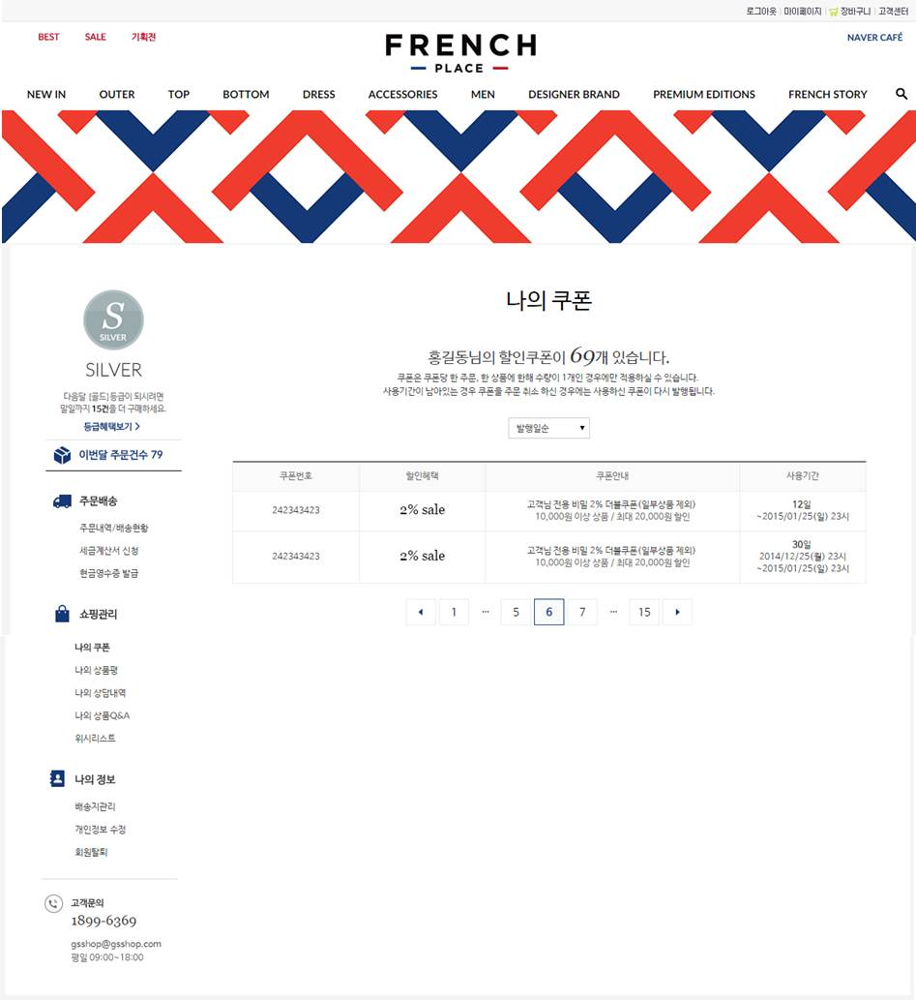 로그아웃 마이페이지 장바구니 고객센터
BEST SALE 기획전
FRENCH
PLACE
NAVER CAFÉ
NEW IN OUTER TOP BOTTOM DRESS ACCESSORIES MEN DESIGNER BRAND PREMIUM EDITIONS FRENCH STORY
S
SILVER
SILVER
다음달 [골드]등급이 되시려면
말일까지 15건을 더 구매하세요.
등급혜택보기 >
이번달 주문건수 79
주문배송
주문내역/배송현황
세금계산서 신청
현금영수증 발급
쇼핑관리
나의 쿠폰
나의 상품평
나의 상담내역
나의 상품Q&A
위시리스트
나의 정보
배송지관리
개인정보 수정
회원탈퇴
고객문의
1899-6369
gsshop@gsshop.com
평일 09:00~18:00
나의 쿠폰
홍길동님의 할인쿠폰이 69개 있습니다.
쿠폰은 쿠폰당 한 주문, 한 상품에 한해 수량이 1개인 경우에만 적용하실 수 있습니다.
사용기간이 남아있는 경우 쿠폰을 주문 취소 하신 경우에는 사용하신 쿠폰이 다시 발행됩니다.
발행일순
쿠폰번호 할인혜택 쿠폰안내 사용기간
242343423 2% sale
고객님 전용 비밀 2% 더블쿠폰(일부상품 제외)
10,000원 이상 상품 / 최대 20,000원 할인
12일
~2015/01/25(일) 23시
242343423 2% sale
고객님 전용 비밀 2% 더블쿠폰(일부상품 제외)
10,000원 이상 상품 / 최대 20,000원 할인
30일
2014/12/25(월) 23시
~2015/01/25(일) 23시
1 ... 5 6 7 ... 15